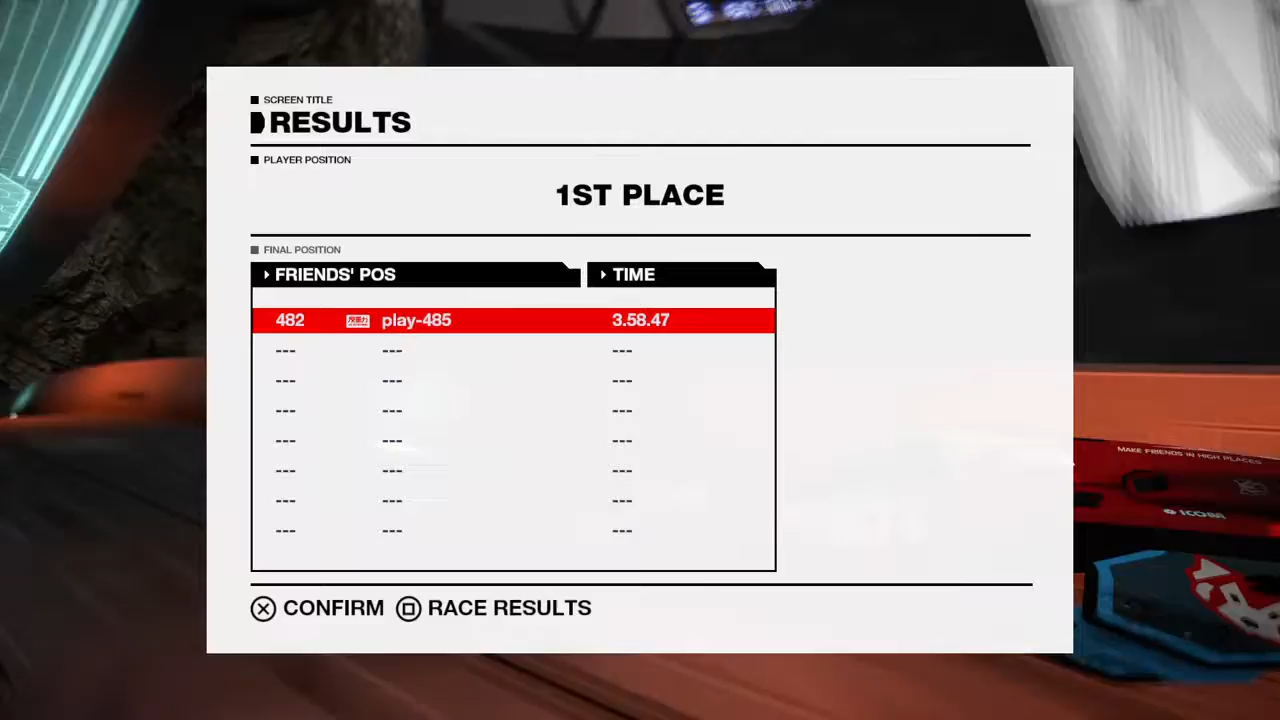 SCREEN TITLE
RESULTS
PLAYER POSITION
1ST PLACE
FINAL POSITION
FRIENDS' POS TIME
482 play-485 3.58.47
--- --- ---
--- --- ---
--- --- ---
--- --- ---
--- --- ---
--- --- ---
--- --- ---
CONFIRM RACE RESULTS
MAKE FRIENDS IN HIGH PLACES